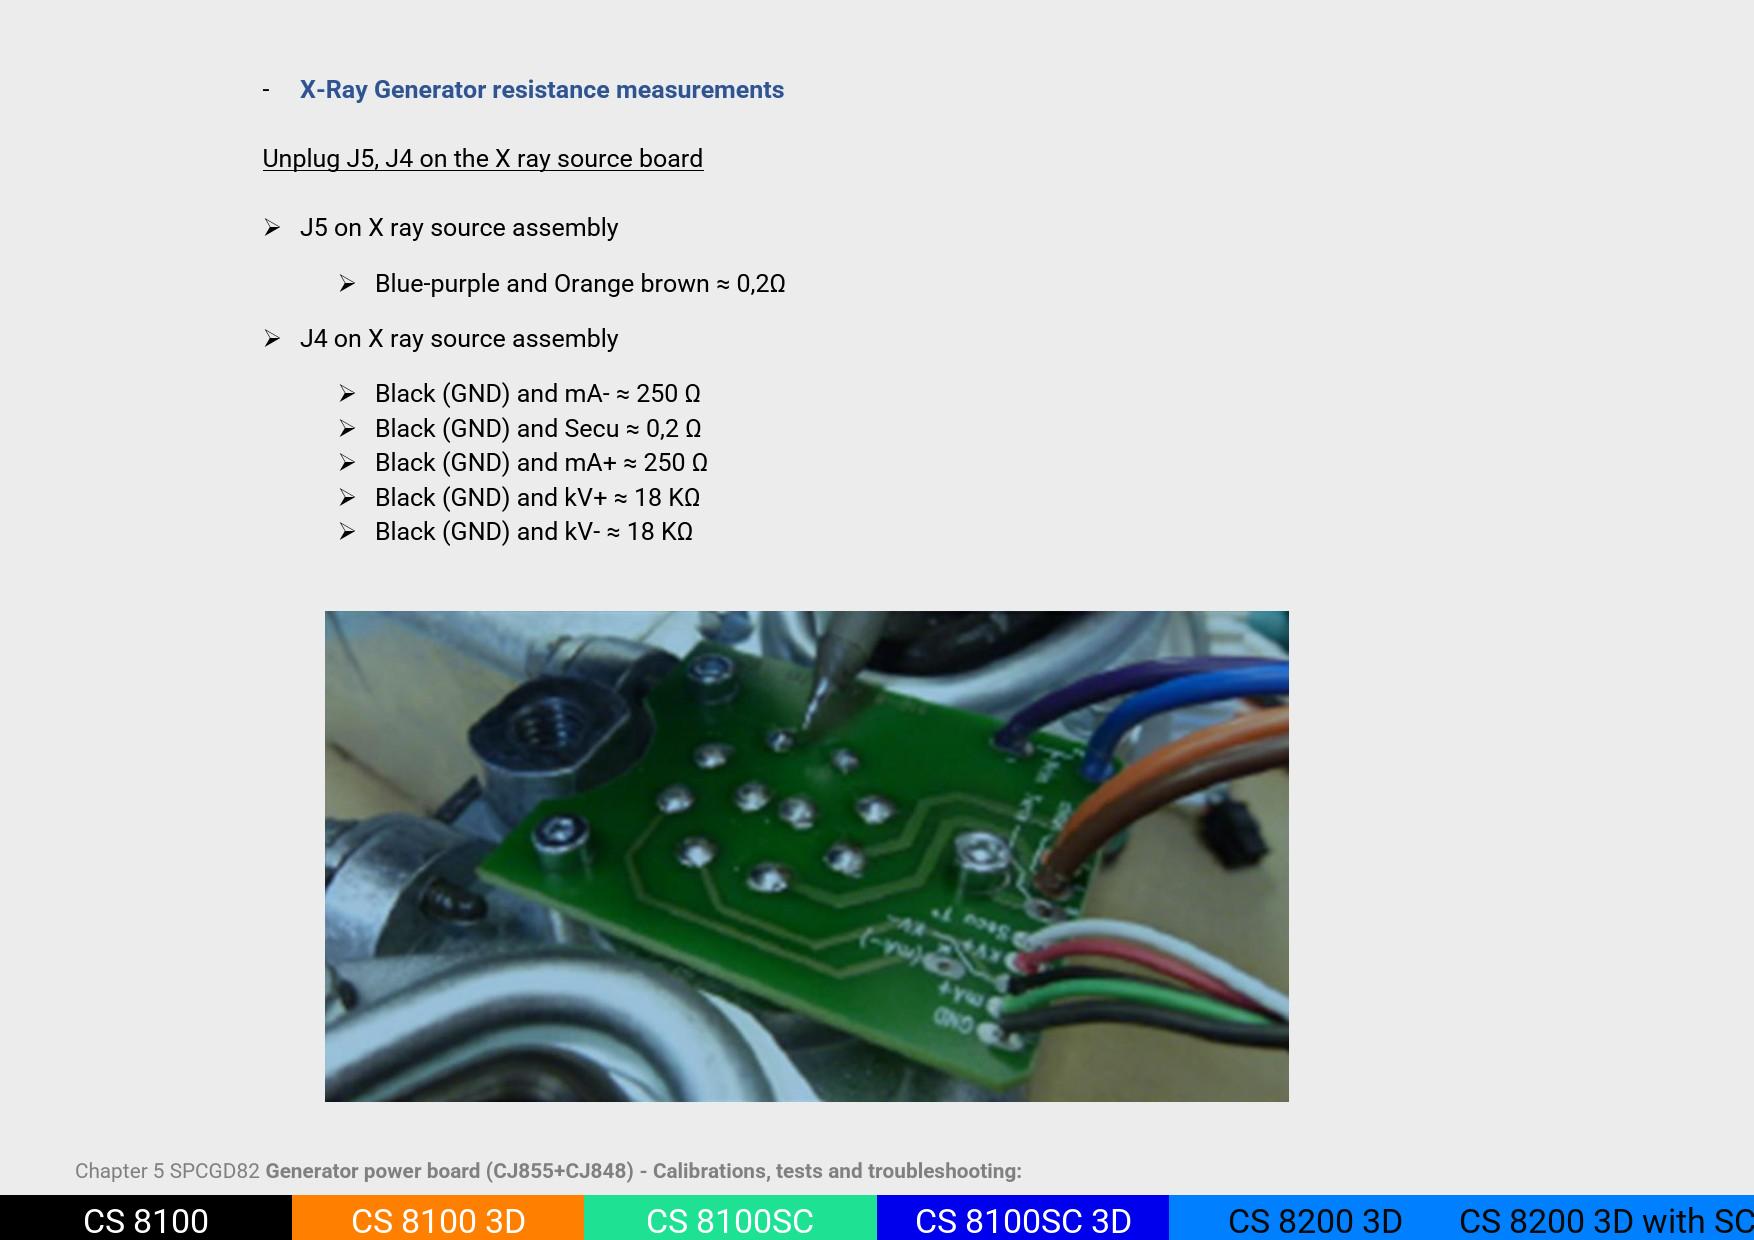 - X-Ray Generator resistance measurements
Unplug J5, J4 on the X ray source board
➢ J5 on X ray source assembly
➢ Blue-purple and Orange brown ≈ 0,2Ω
➢ J4 on X ray source assembly
➢ Black (GND) and mA- ≈ 250 Ω
➢ Black (GND) and Secu ≈ 0,2 Ω
➢ Black (GND) and mA+ ≈ 250 Ω
➢ Black (GND) and kV+ ≈ 18 KΩ
➢ Black (GND) and kV- ≈ 18 KΩ
Secu T°
kV-
kV+
(mA-)
mA+
GND
Chapter 5 SPCGD82 Generator power board (CJ855+CJ848) - Calibrations, tests and troubleshooting:
CS 8100 CS 8100 3D CS 8100SC CS 8100SC 3D CS 8200 3D CS 8200 3D with SC